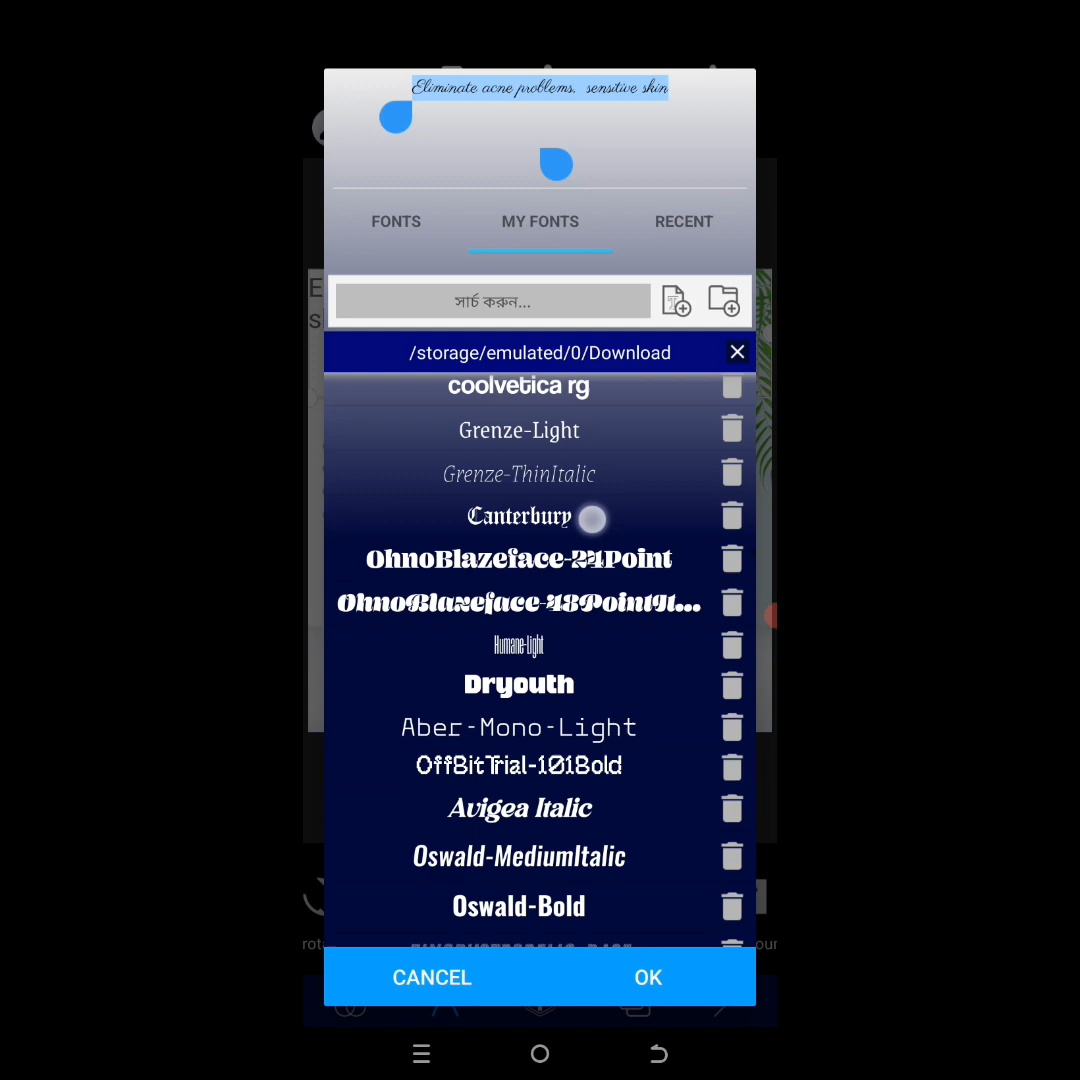 Eliminate acne problems, sensitive skin
FONTS
MY FONTS
RECENT
সার্চ করুন...
/storage/emulated/0/Download
coolvetica rg
Grenze-Light
Grenze-ThinItalic
Canterbury
OhnoBlazeface-24Point
OhnoBlazeface-48PointIt...
Humane-Light
Dryouth
Aber-Mono-Light
OffBitTrial-101Bold
Avigea Italic
Oswald-MediumItalic
Oswald-Bold
CANCEL
OK